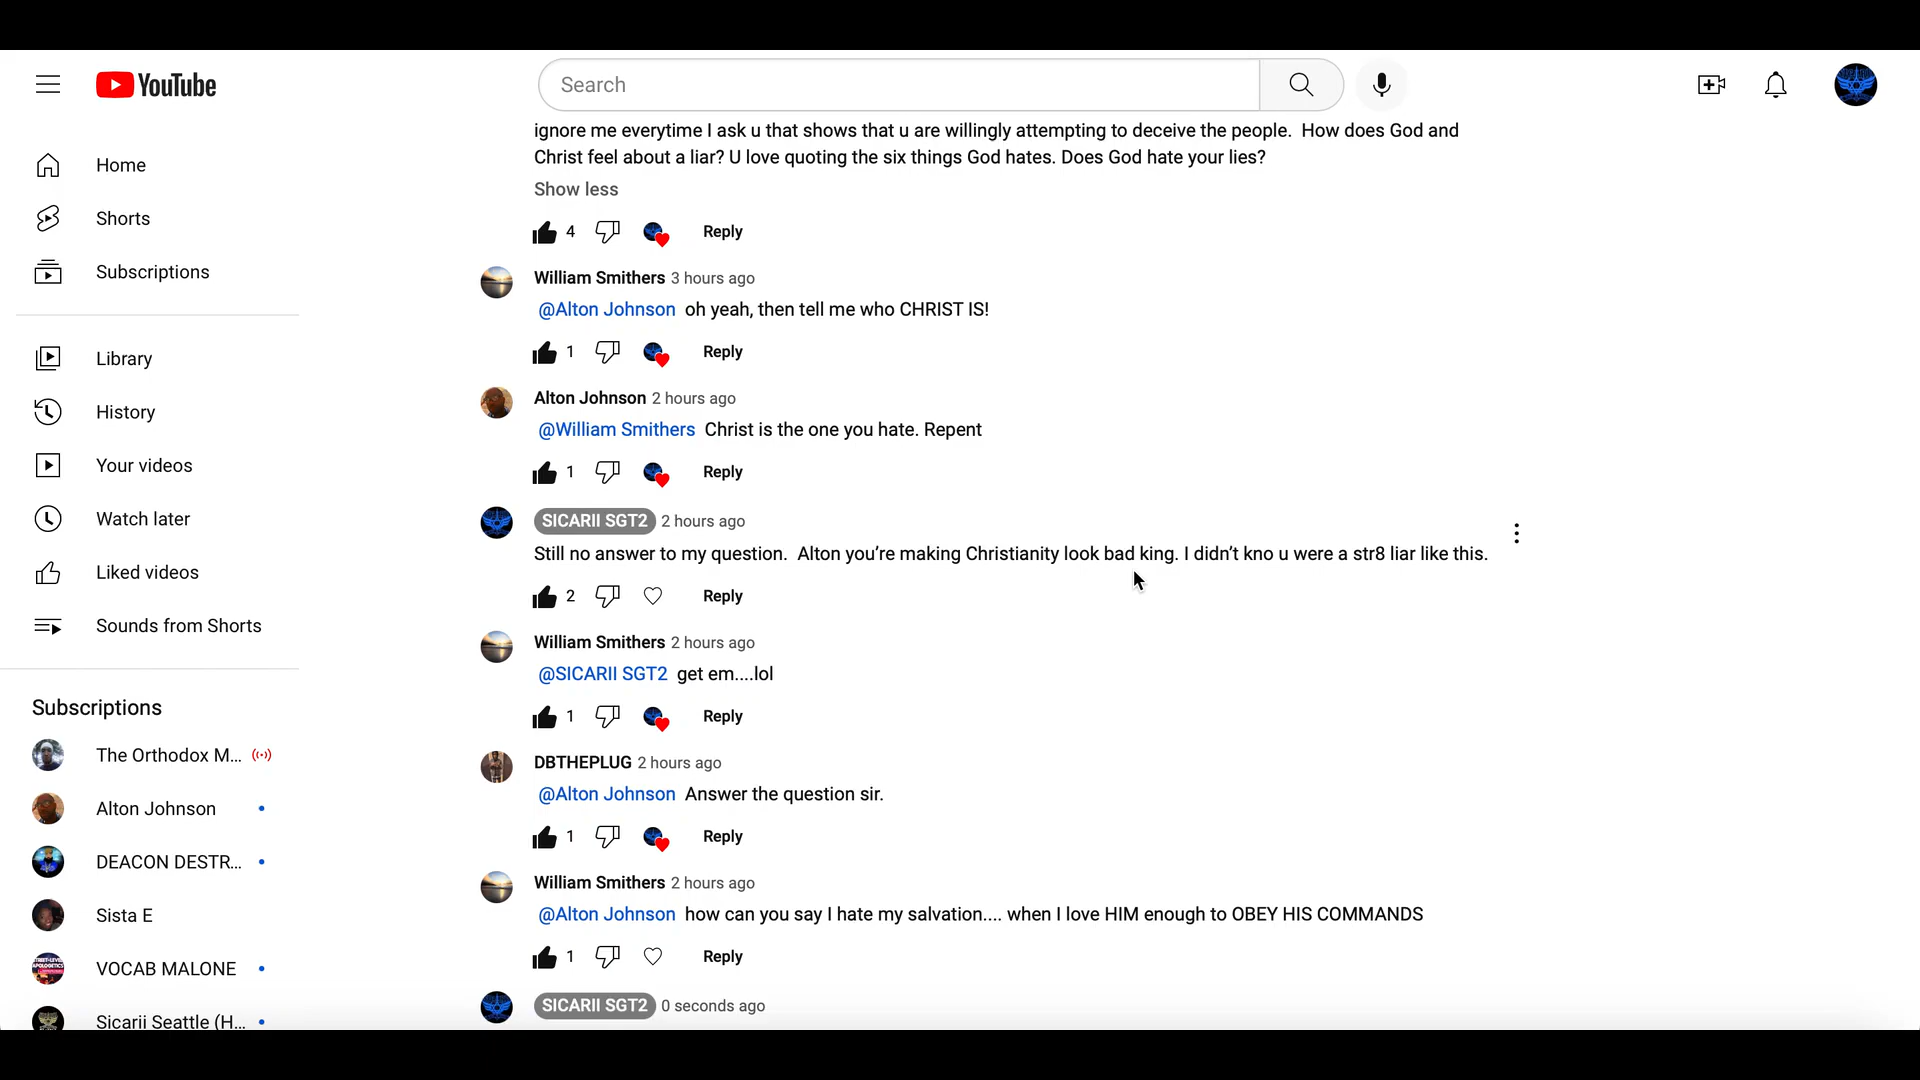 YouTube
Search
Home
Shorts
Subscriptions
Library
History
Your videos
Watch later
Liked videos
Sounds from Shorts
Subscriptions
The Orthodox M...
Alton Johnson
DEACON DESTR...
Sista E
VOCAB MALONE
Sicarii Seattle (H...
ignore me everytime I ask u that shows that u are willingly attempting to deceive the people.  How does God and
Christ feel about a liar? U love quoting the six things God hates. Does God hate your lies?
Show less
4 Reply
William Smithers 3 hours ago
@Alton Johnson oh yeah, then tell me who CHRIST IS!
1 Reply
Alton Johnson 2 hours ago
@William Smithers Christ is the one you hate. Repent
1 Reply
SICARII SGT2 2 hours ago
Still no answer to my question.  Alton you're making Christianity look bad king. I didn't kno u were a str8 liar like this.
2 Reply
William Smithers 2 hours ago
@SICARII SGT2 get em....lol
1 Reply
DBTHEPLUG 2 hours ago
@Alton Johnson Answer the question sir.
1 Reply
William Smithers 2 hours ago
@Alton Johnson how can you say I hate my salvation.... when I love HIM enough to OBEY HIS COMMANDS
1 Reply
SICARII SGT2 0 seconds ago